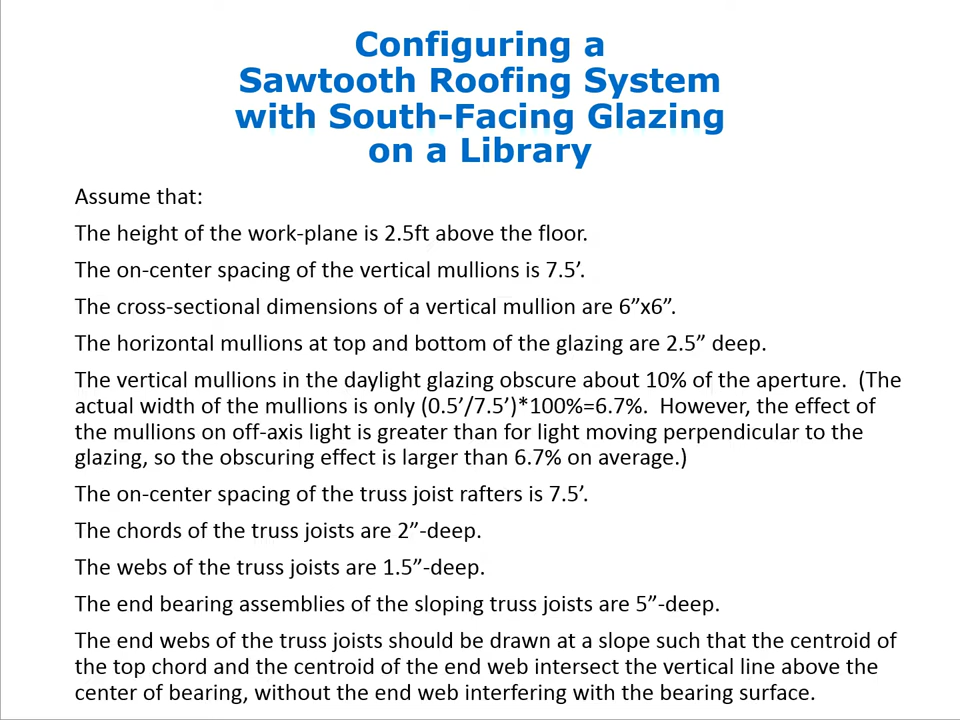 Configuring a
Sawtooth Roofing System
with South-Facing Glazing
on a Library
Assume that:
The height of the work-plane is 2.5ft above the floor.
The on-center spacing of the vertical mullions is 7.5’.
The cross-sectional dimensions of a vertical mullion are 6”x6”.
The horizontal mullions at top and bottom of the glazing are 2.5” deep.
The vertical mullions in the daylight glazing obscure about 10% of the aperture.  (The
actual width of the mullions is only (0.5’/7.5’)*100%=6.7%.  However, the effect of
the mullions on off-axis light is greater than for light moving perpendicular to the
glazing, so the obscuring effect is larger than 6.7% on average.)
The on-center spacing of the truss joist rafters is 7.5’.
The chords of the truss joists are 2”-deep.
The webs of the truss joists are 1.5”-deep.
The end bearing assemblies of the sloping truss joists are 5”-deep.
The end webs of the truss joists should be drawn at a slope such that the centroid of
the top chord and the centroid of the end web intersect the vertical line above the
center of bearing, without the end web interfering with the bearing surface.